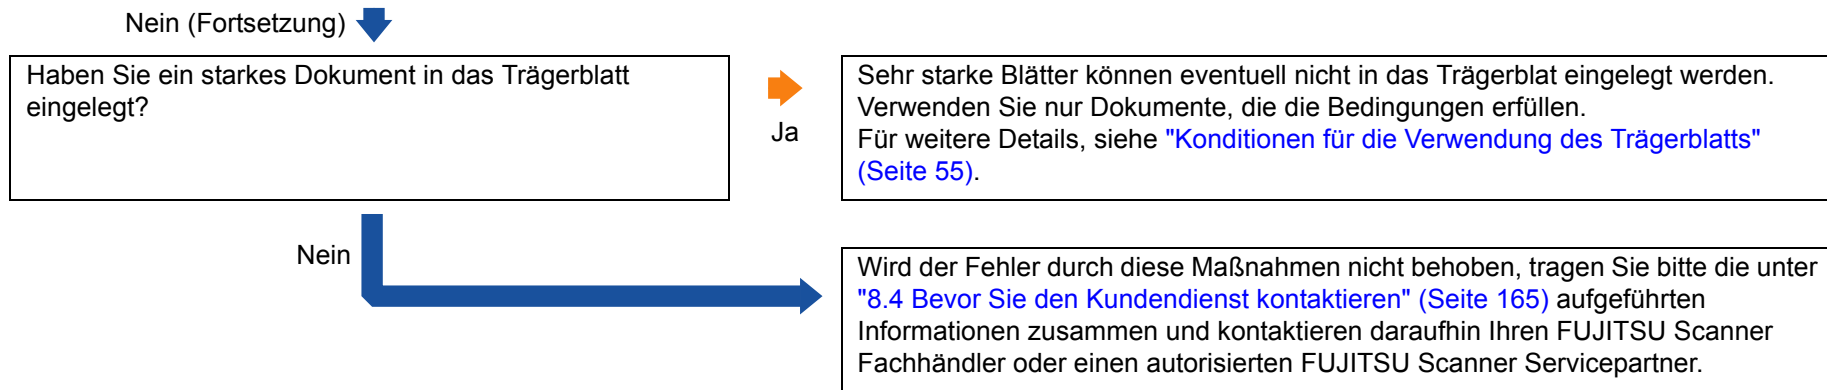 Nein (Fortsetzung)
Haben Sie ein starkes Dokument in das Trägerblatt
eingelegt?
Ja
Sehr starke Blätter können eventuell nicht in das Trägerblat eingelegt werden.
Verwenden Sie nur Dokumente, die die Bedingungen erfüllen.
Für weitere Details, siehe "Konditionen für die Verwendung des Trägerblatts"
(Seite 55).
Nein
Wird der Fehler durch diese Maßnahmen nicht behoben, tragen Sie bitte die unter
"8.4 Bevor Sie den Kundendienst kontaktieren" (Seite 165) aufgeführten
Informationen zusammen und kontaktieren daraufhin Ihren FUJITSU Scanner
Fachhändler oder einen autorisierten FUJITSU Scanner Servicepartner.